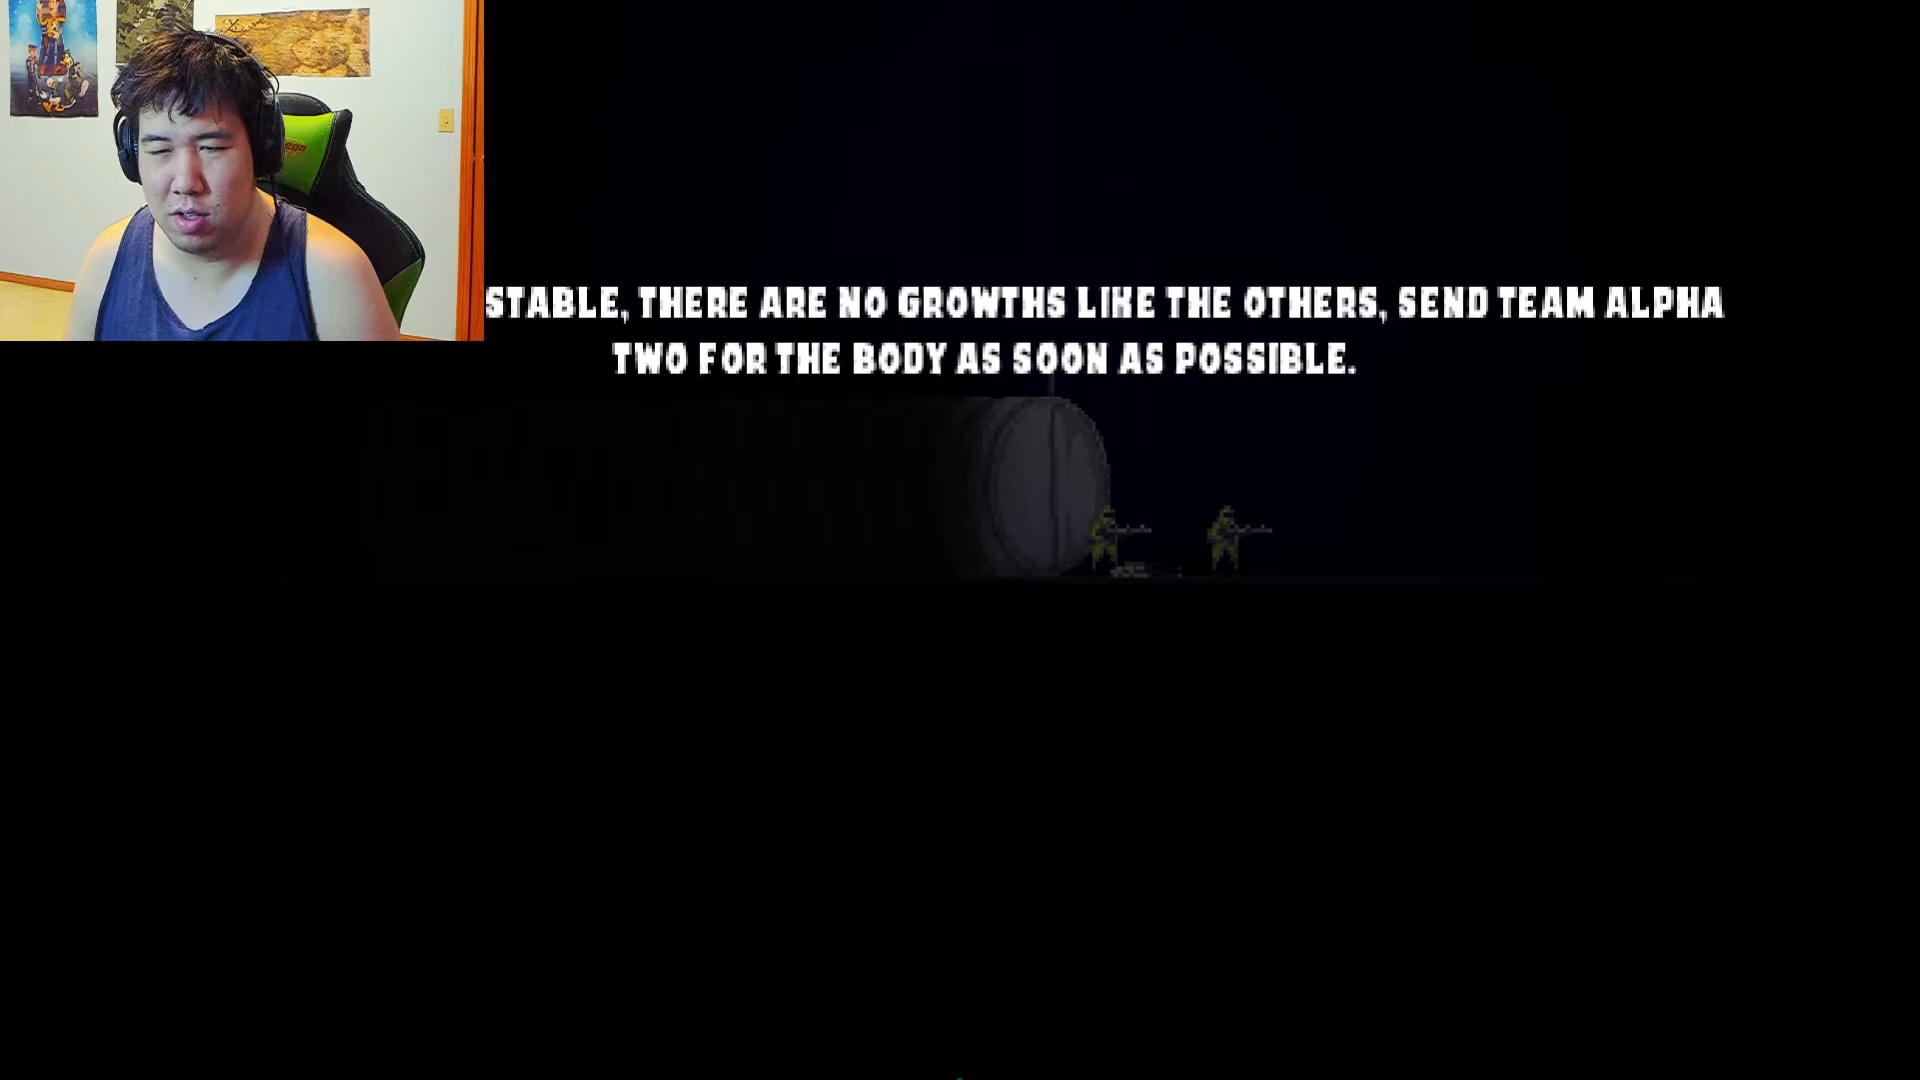 STABLE, THERE ARE NO GROWTHS LIKE THE OTHERS, SEND TEAM ALPHA
TWO FOR THE BODY AS SOON AS POSSIBLE.